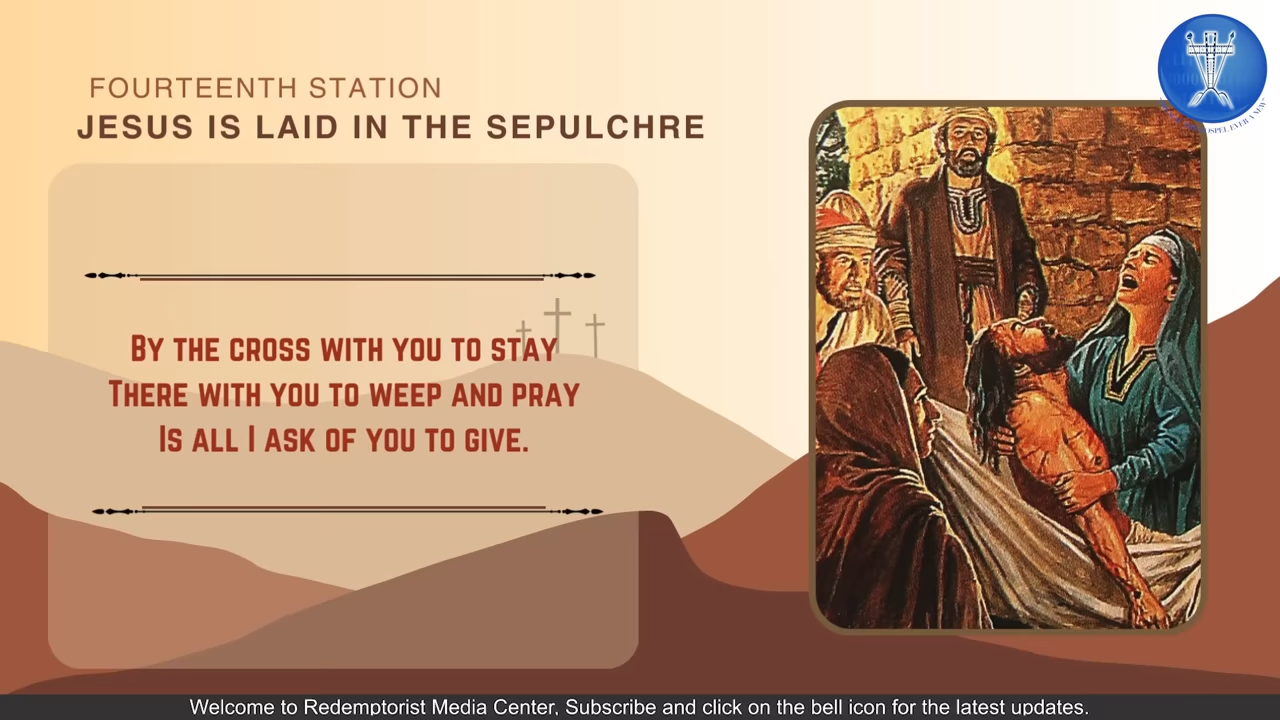 FOURTEENTH STATION
JESUS IS LAID IN THE SEPULCHRE
BY THE CROSS WITH YOU TO STAY
THERE WITH YOU TO WEEP AND PRAY
IS ALL I ASK OF YOU TO GIVE.
Welcome to Redemptorist Media Center, Subscribe and click on the bell icon for the latest updates.